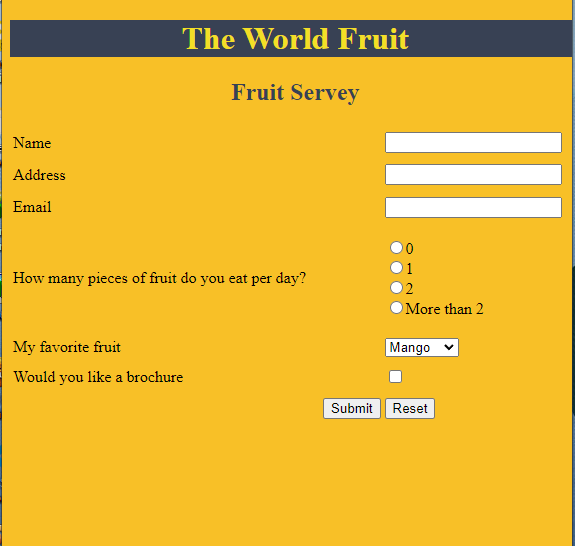 The World Fruit
Fruit Servey
Name
Address
Email
How many pieces of fruit do you eat per day?
0
1
2
More than 2
My favorite fruit Mango
Would you like a brochure
Submit Reset